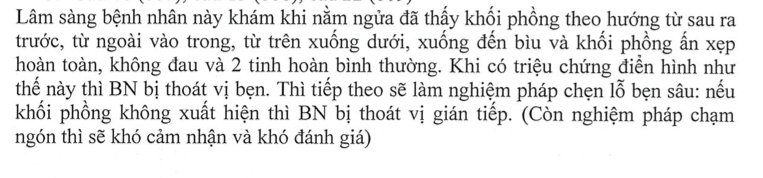 Lâm sàng bệnh nhân này khám khi nằm ngửa đã thấy khối phồng theo hướng từ sau ra
trước, từ ngoài vào trong, từ trên xuống dưới, xuống đến bìu và khối phồng ấn xẹp
hoàn toàn, không đau và 2 tinh hoàn bình thường. Khi có triệu chứng điển hình như
thế này thì BN bị thoát vị bẹn. Thì tiếp theo sẽ làm nghiệm pháp chẹn lỗ bẹn sâu: nếu
khối phồng không xuất hiện thì BN bị thoát vị gián tiếp. (Còn nghiệm pháp chạm
ngón thì sẽ khó cảm nhận và khó đánh giá)